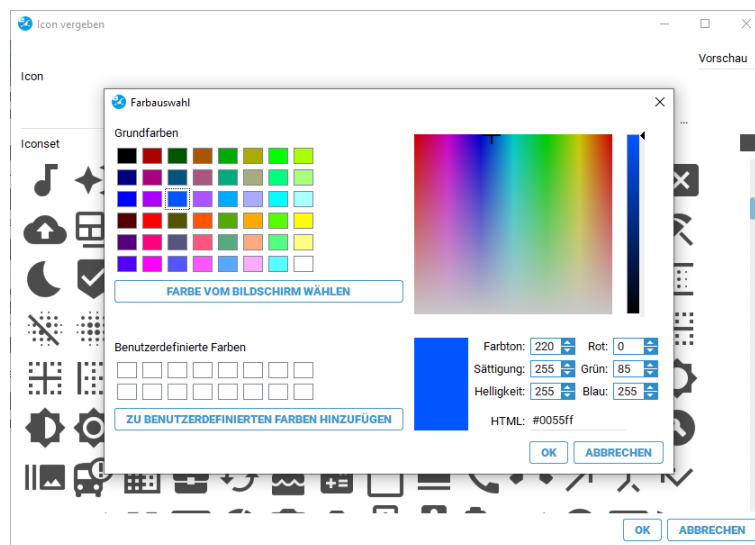 Icon vergeben
Vorschau
Icon
Farbauswahl
Grundfarben
...
Iconset
FARBE VOM BILDSCHIRM WÄHLEN
Benutzerdefinierte Farben
Farbton: 220 Rot: 0
Sättigung: 255 Grün: 85
Helligkeit: 255 Blau: 255
ZU BENUTZERDEFINIERTEN FARBEN HINZUFÜGEN
HTML: #0055ff
OK ABBRECHEN
OK ABBRECHEN